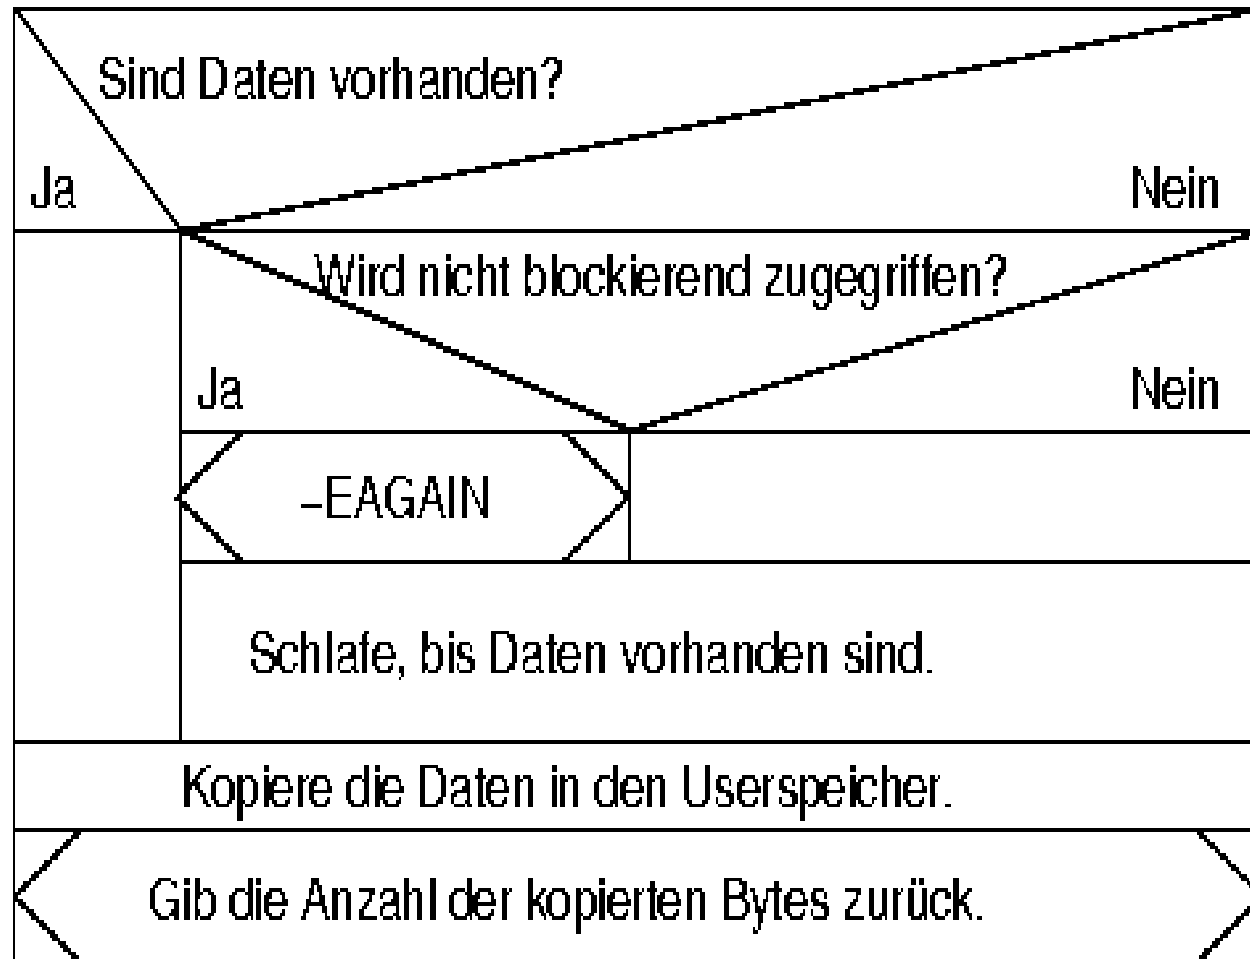 Sind Daten vorhanden?
Ja
Nein
Wird nicht blockierend zugegriffen?
Ja
Nein
–EAGAIN
Schlafe, bis Daten vorhanden sind.
Kopiere die Daten in den Userspeicher.
Gib die Anzahl der kopierten Bytes zurück.